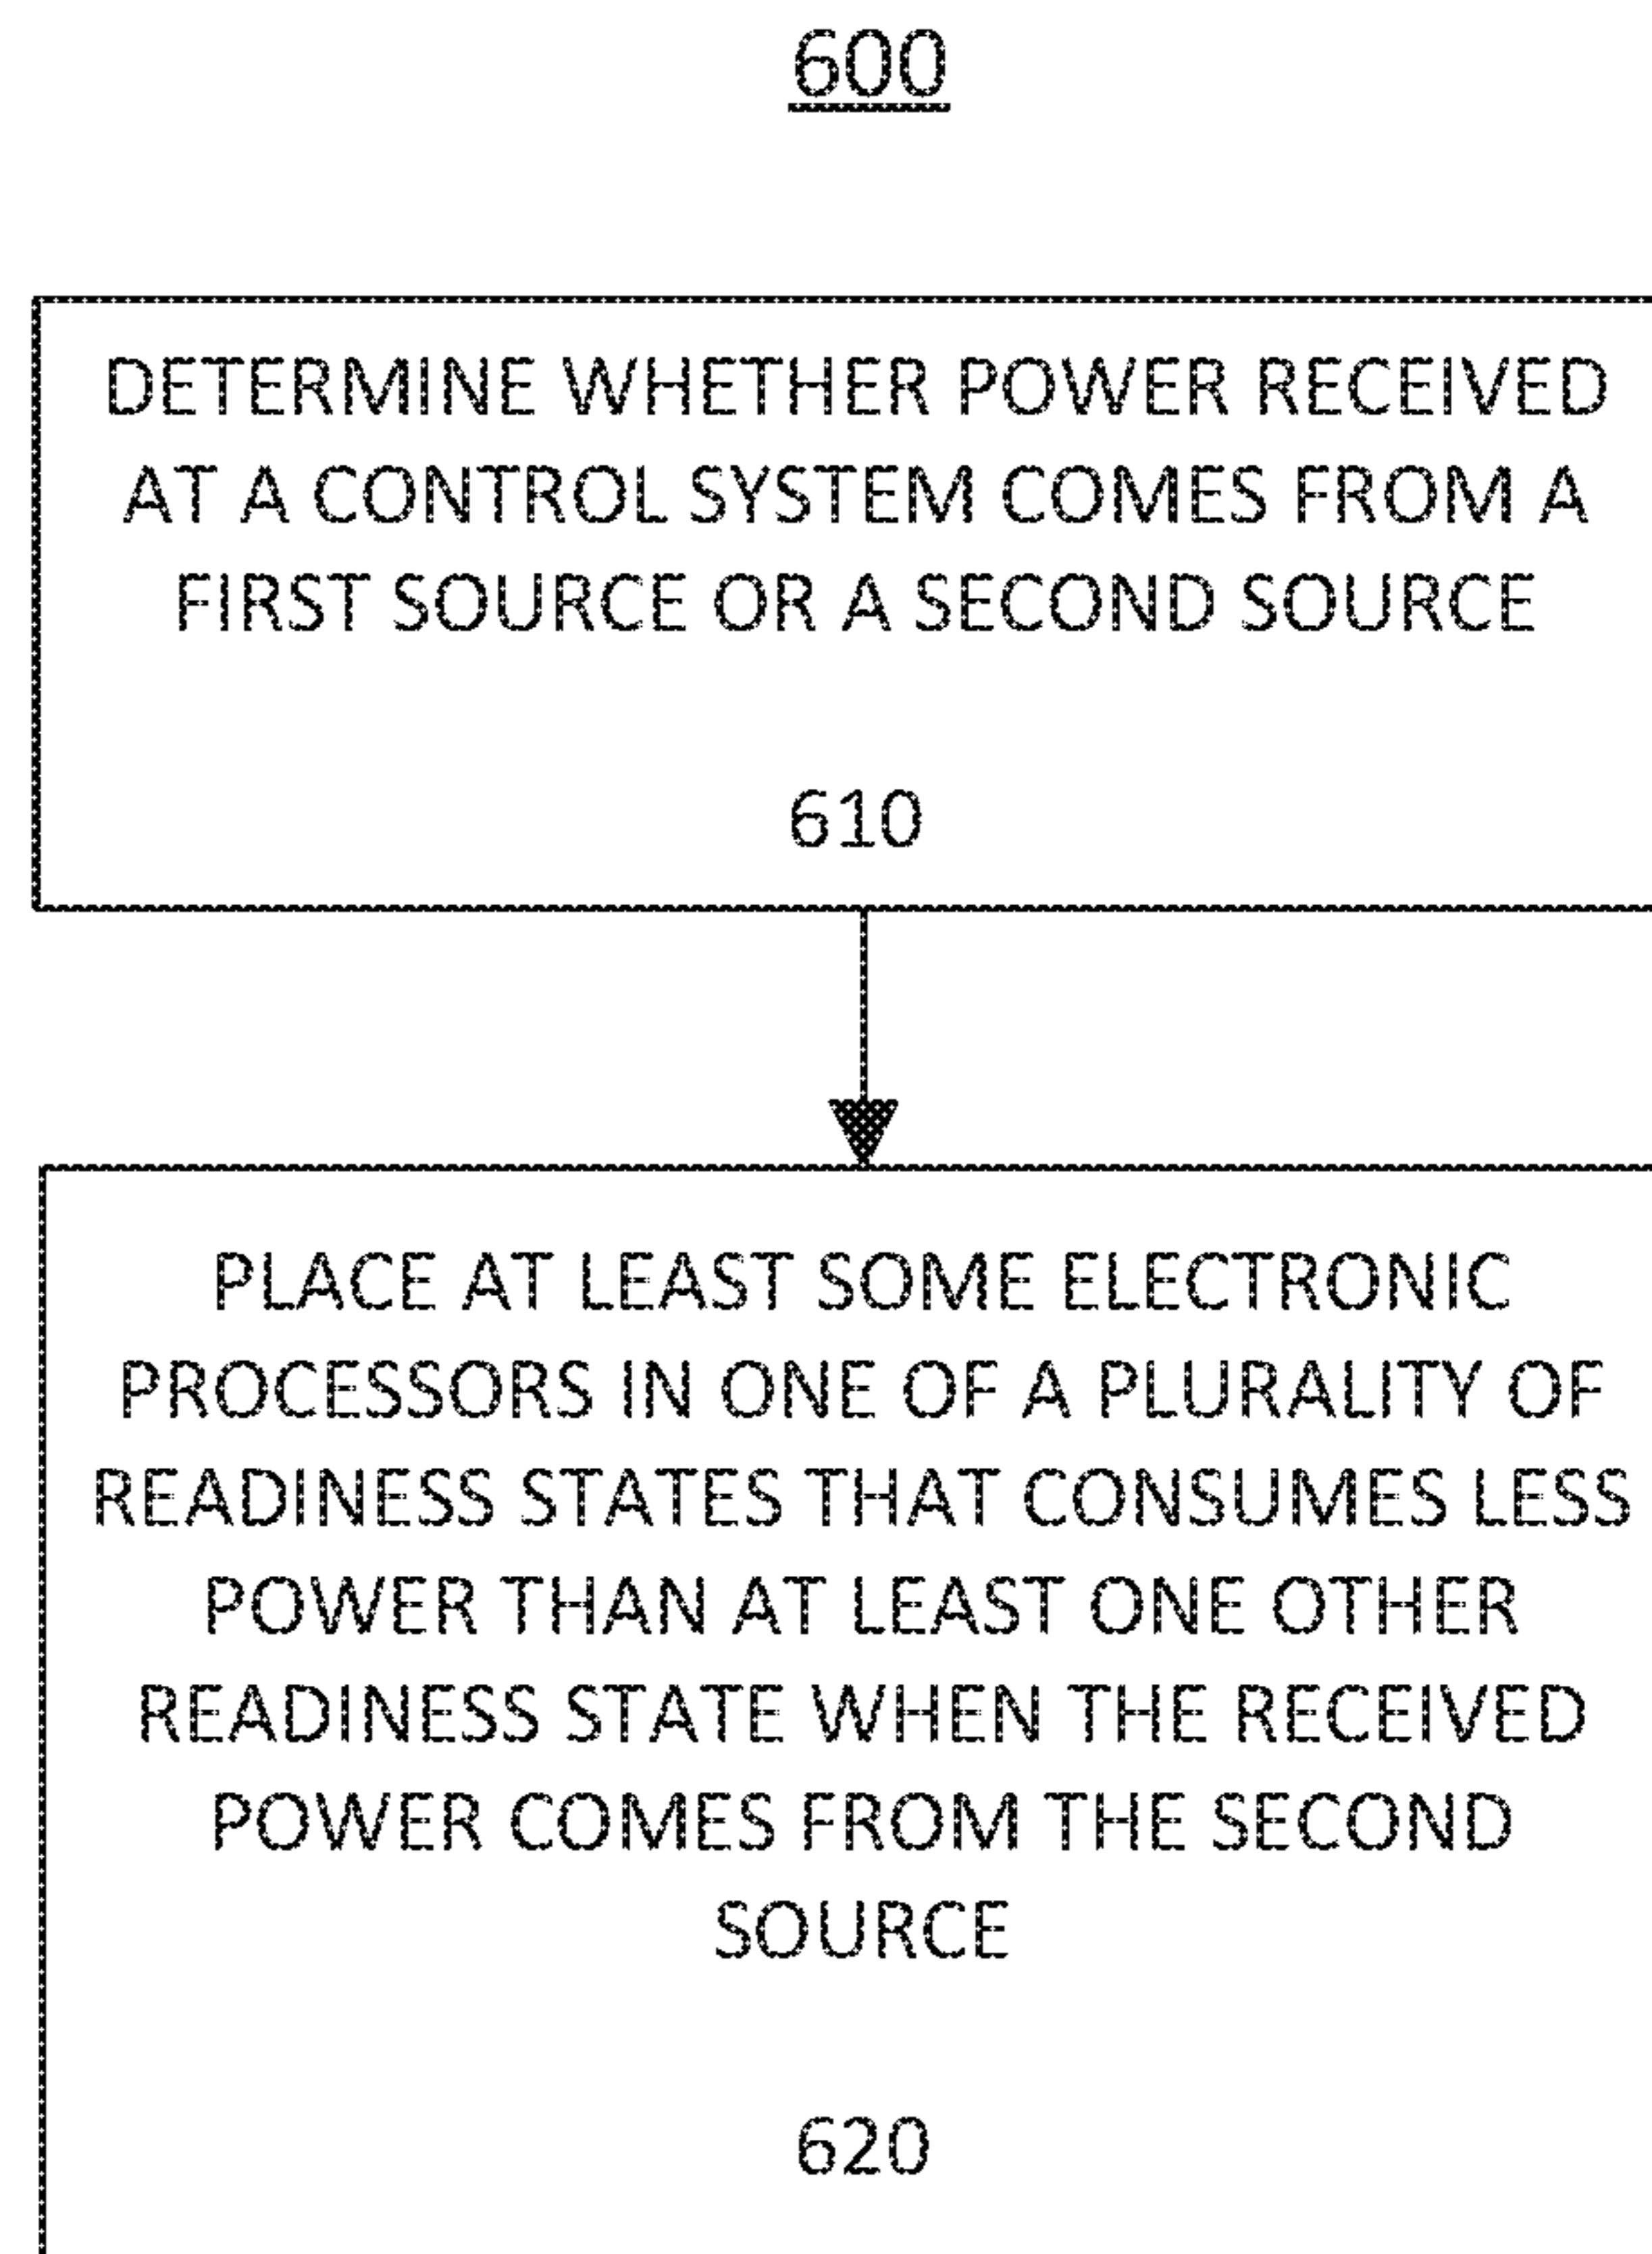 600
DETERMINE WHETHER POWER RECEIVED
AT A CONTROL SYSTEM COMES FROM A
FIRST SOURCE OR A SECOND SOURCE
610
PLACE AT LEAST SOME ELECTRONIC
PROCESSORS IN ONE OF A PLURALITY OF
READINESS STATES THAT CONSUMES LESS
POWER THAN AT LEAST ONE OTHER
READINESS STATE WHEN THE RECEIVED
POWER COMES FROM THE SECOND
SOURCE
620